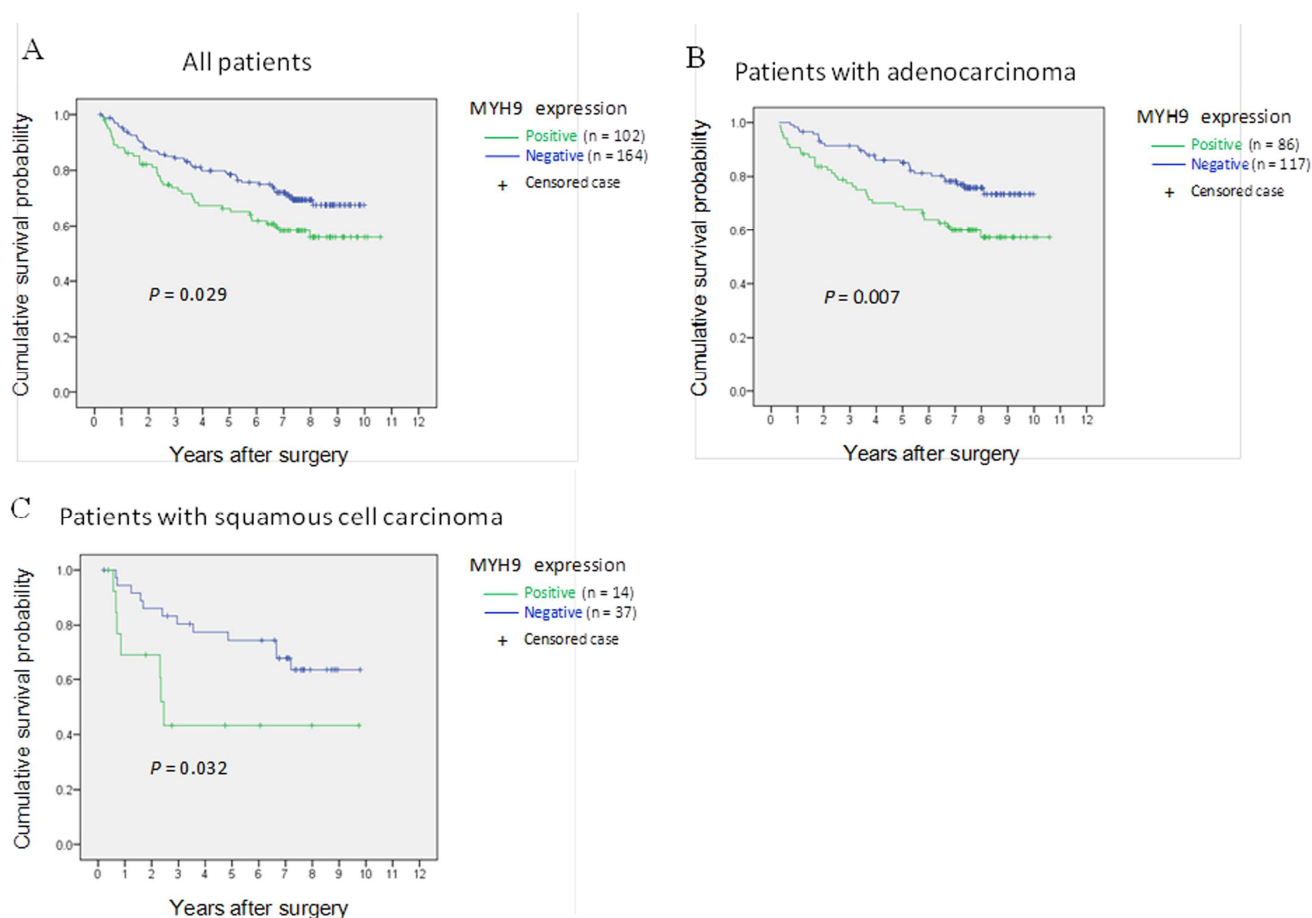 A
All patients
Cumulative survival probability
1.0
0.8
0.6
0.4
0.2
0.0
P = 0.029
0 1 2 3 4 5 6 7 8 9 10 11 12
Years after surgery
MYH9 expression
Positive (n = 102)
Negative (n = 164)
+ Censored case
B
Patients with adenocarcinoma
Cumulative survival probability
1.0
0.8
0.6
0.4
0.2
0.0
P = 0.007
0 1 2 3 4 5 6 7 8 9 10 11 12
Years after surgery
MYH9 expression
Positive (n = 86)
Negative (n = 117)
+ Censored case
C
Patients with squamous cell carcinoma
Cumulative survival probability
1.0
0.8
0.6
0.4
0.2
0.0
P = 0.032
0 1 2 3 4 5 6 7 8 9 10 11 12
Years after surgery
MYH9 expression
Positive (n = 14)
Negative (n = 37)
+ Censored case